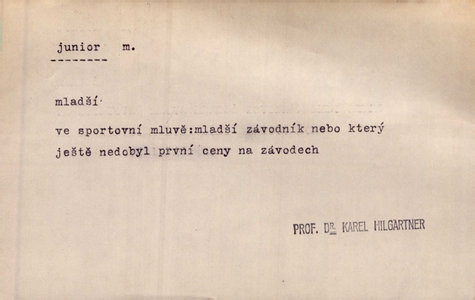 junior m.
mladší
ve sportovní mluvě:mladší závodník nebo který
ještě nedobyl první ceny na závodech
PROF. DR. KAREL HILGARTNER